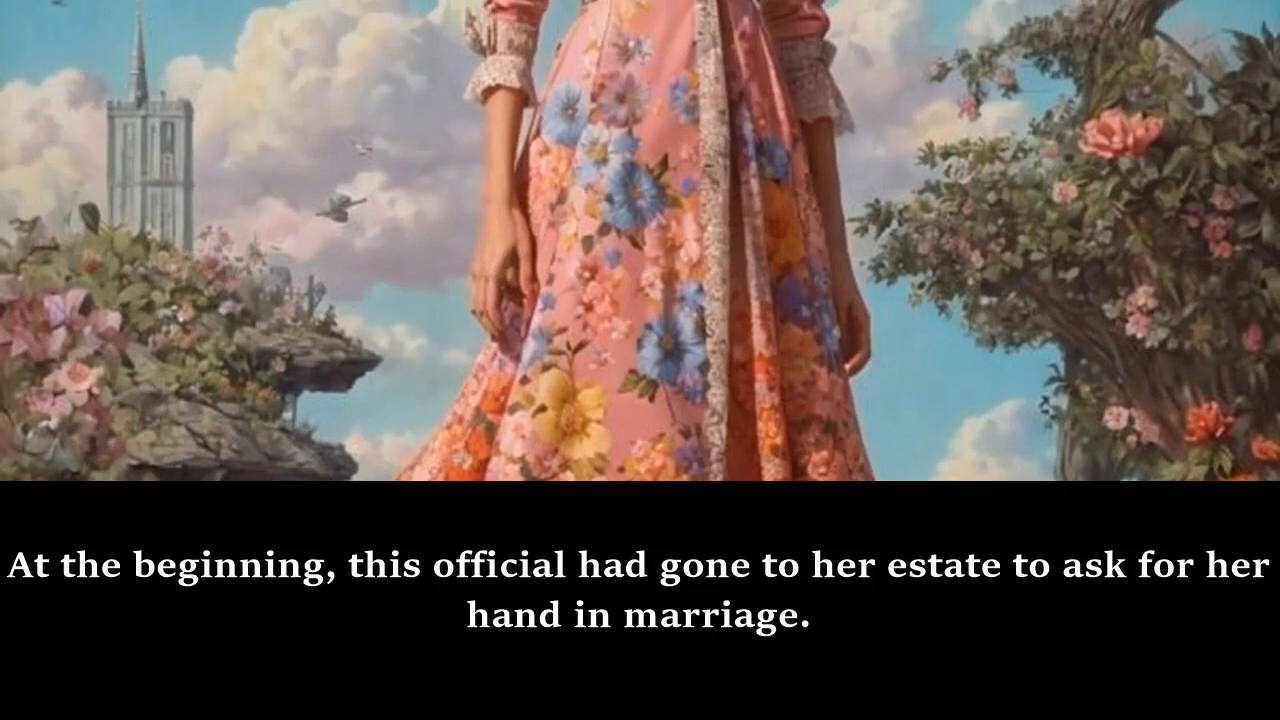 At the beginning, this official had gone to her estate to ask for her
hand in marriage.